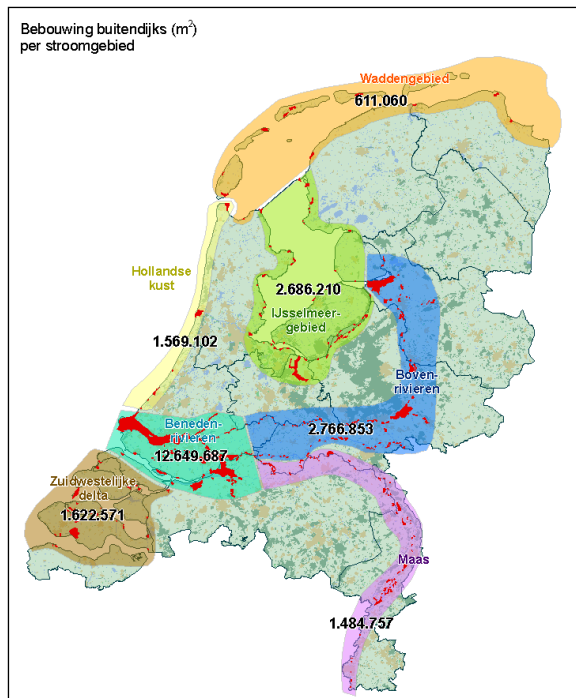 Bebouwing buitendijks (m²)
per stroomgebied
Waddengebied
611.060
Hollandse
kust
1.569.102
2.686.210
IJsselmeer-
gebied
Boven-
rivieren
2.766.853
Beneden-
rivieren
12.649.687
Zuidwestelijke
delta
1.622.571
Maas
1.484.757